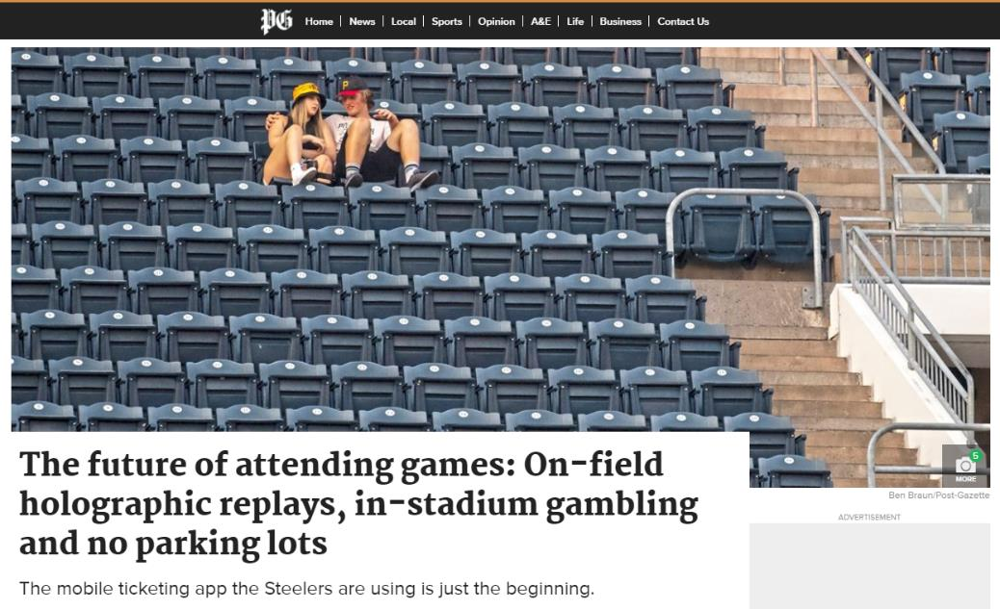 PG Home News Local Sports Opinion A&E Life Business Contact Us
P
5
MORE
Ben Braun/Post-Gazette
The future of attending games: On-field
holographic replays, in-stadium gambling
and no parking lots
The mobile ticketing app the Steelers are using is just the beginning.
ADVERTISEMENT